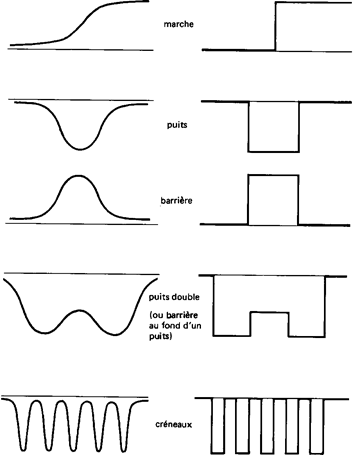 marche
puits
barrière
puits double
(ou barrière
au fond d'un
puits)
créneaux